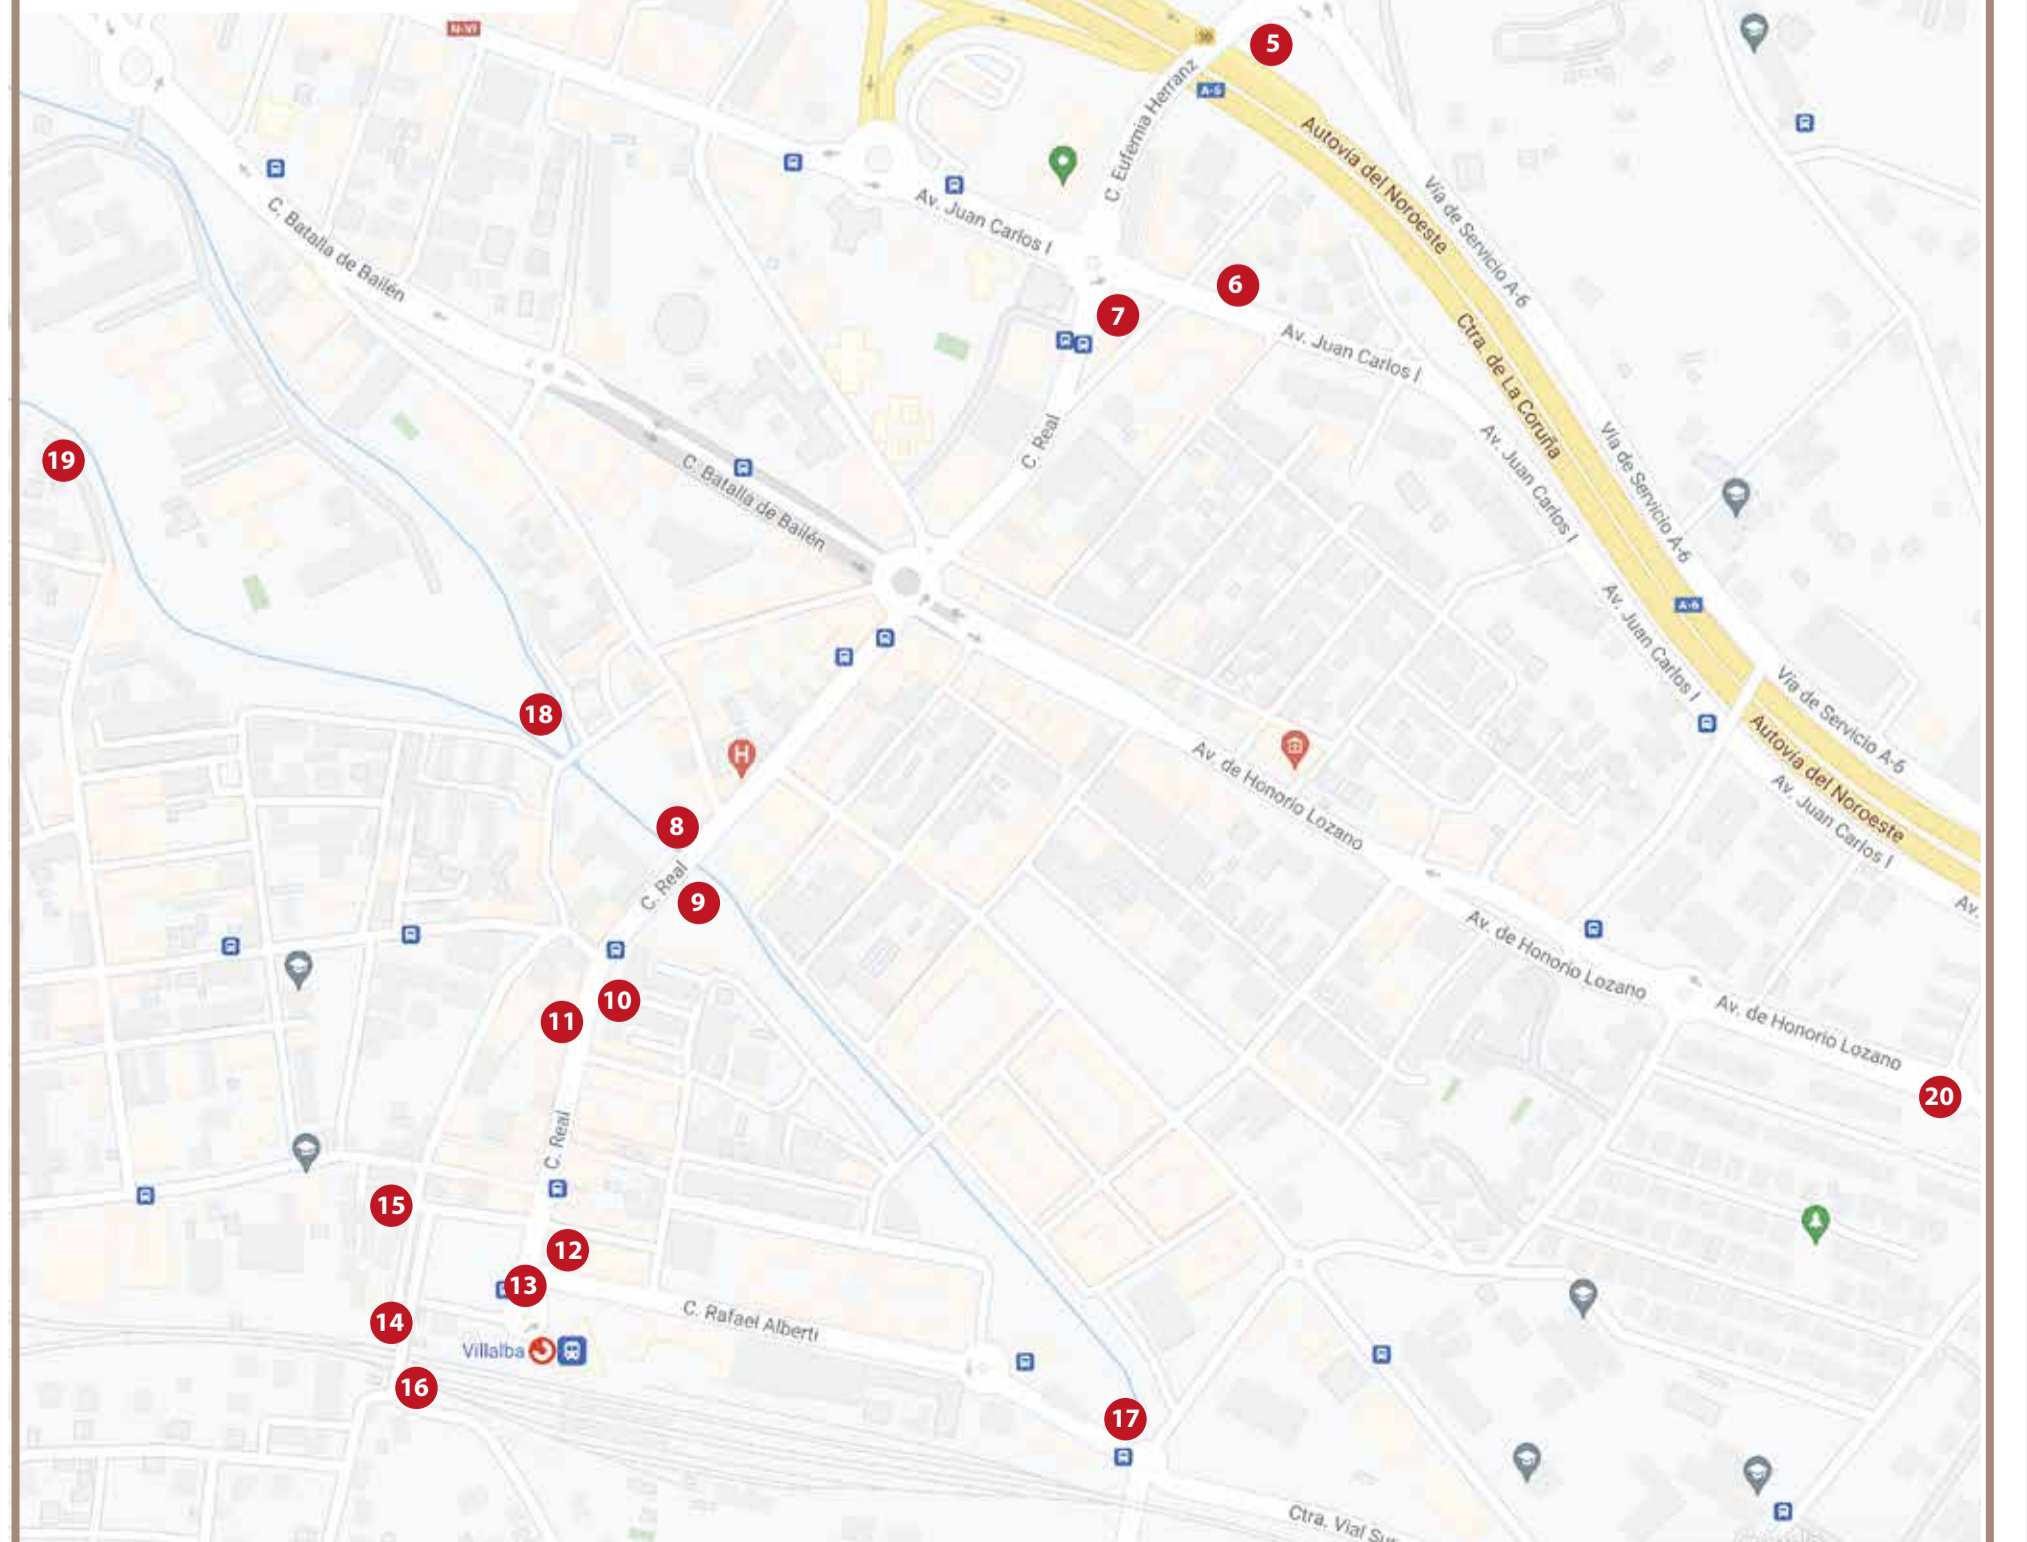 N-VI
5
A-6
C. Eufemia Herranz
Autovía del Noroeste
Vía de Servicio A-6
Av. Juan Carlos I
C. Batalla de Bailén
6
7
Av. Juan Carlos I
Ctra. de La Coruña
C. Real
Av. Juan Carlos I
Vía de Servicio A-6
19
C. Batalla de Bailén
A-6
Av. Juan Carlos I
Vía de Servicio A-6
18
H
Av. de Honorio Lozano
Autovía del Noroeste
Av. Juan Carlos I
8
C. Real
9
Av.
Av. de Honorio Lozano
10
11
Av. de Honorio Lozano
20
C. Real
15
12
13
14
C. Rafael Alberti
Villalba
16
17
Ctra. Vial Su